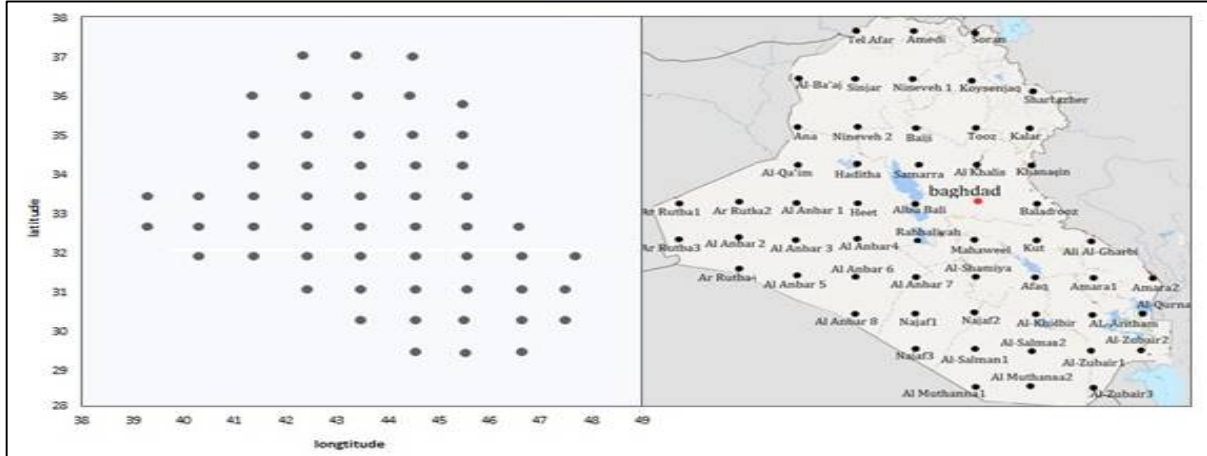 38
37
36
35
34
33
32
31
30
29
28
latitude
38 39 40 41 42 43 44 45 46 47 48 49
longtitude
Tel Afar Amedi Soran
Al-Ba'aj Sinjar Nineveh 1 Koysenjaq
Sharbazher
Ana Nineveh 2 Baiji Tooz Kalar
Al-Qa'im Haditha Samarra Al Khalis Khanaqin
baghdad
Ar Rutba1 Ar Rutba2 Al Anbar 1 Heet Albu Bali Baladrooz
Rahhaliyah
Ar Rutba3 Al Anbar 2 Al Anbar 3 Al Anbar4 Mahaweel Kut Ali Al-Gharbi
Ar Rutba4 Al Anbar 5 Al Anbar 6 Al Anbar 7 Al-Shamiya Afaq Amara1 Amara2
Al-Qurna
Al Anbar 8 Najaf1 Najaf2 Al-Khidhir AL-Aritham
Al-Salman2 Al-Zubair2
Najaf3 Al-Salman1 Al-Zubair1
Al Muthanna2
Al Muthanna1 Al-Zubair3